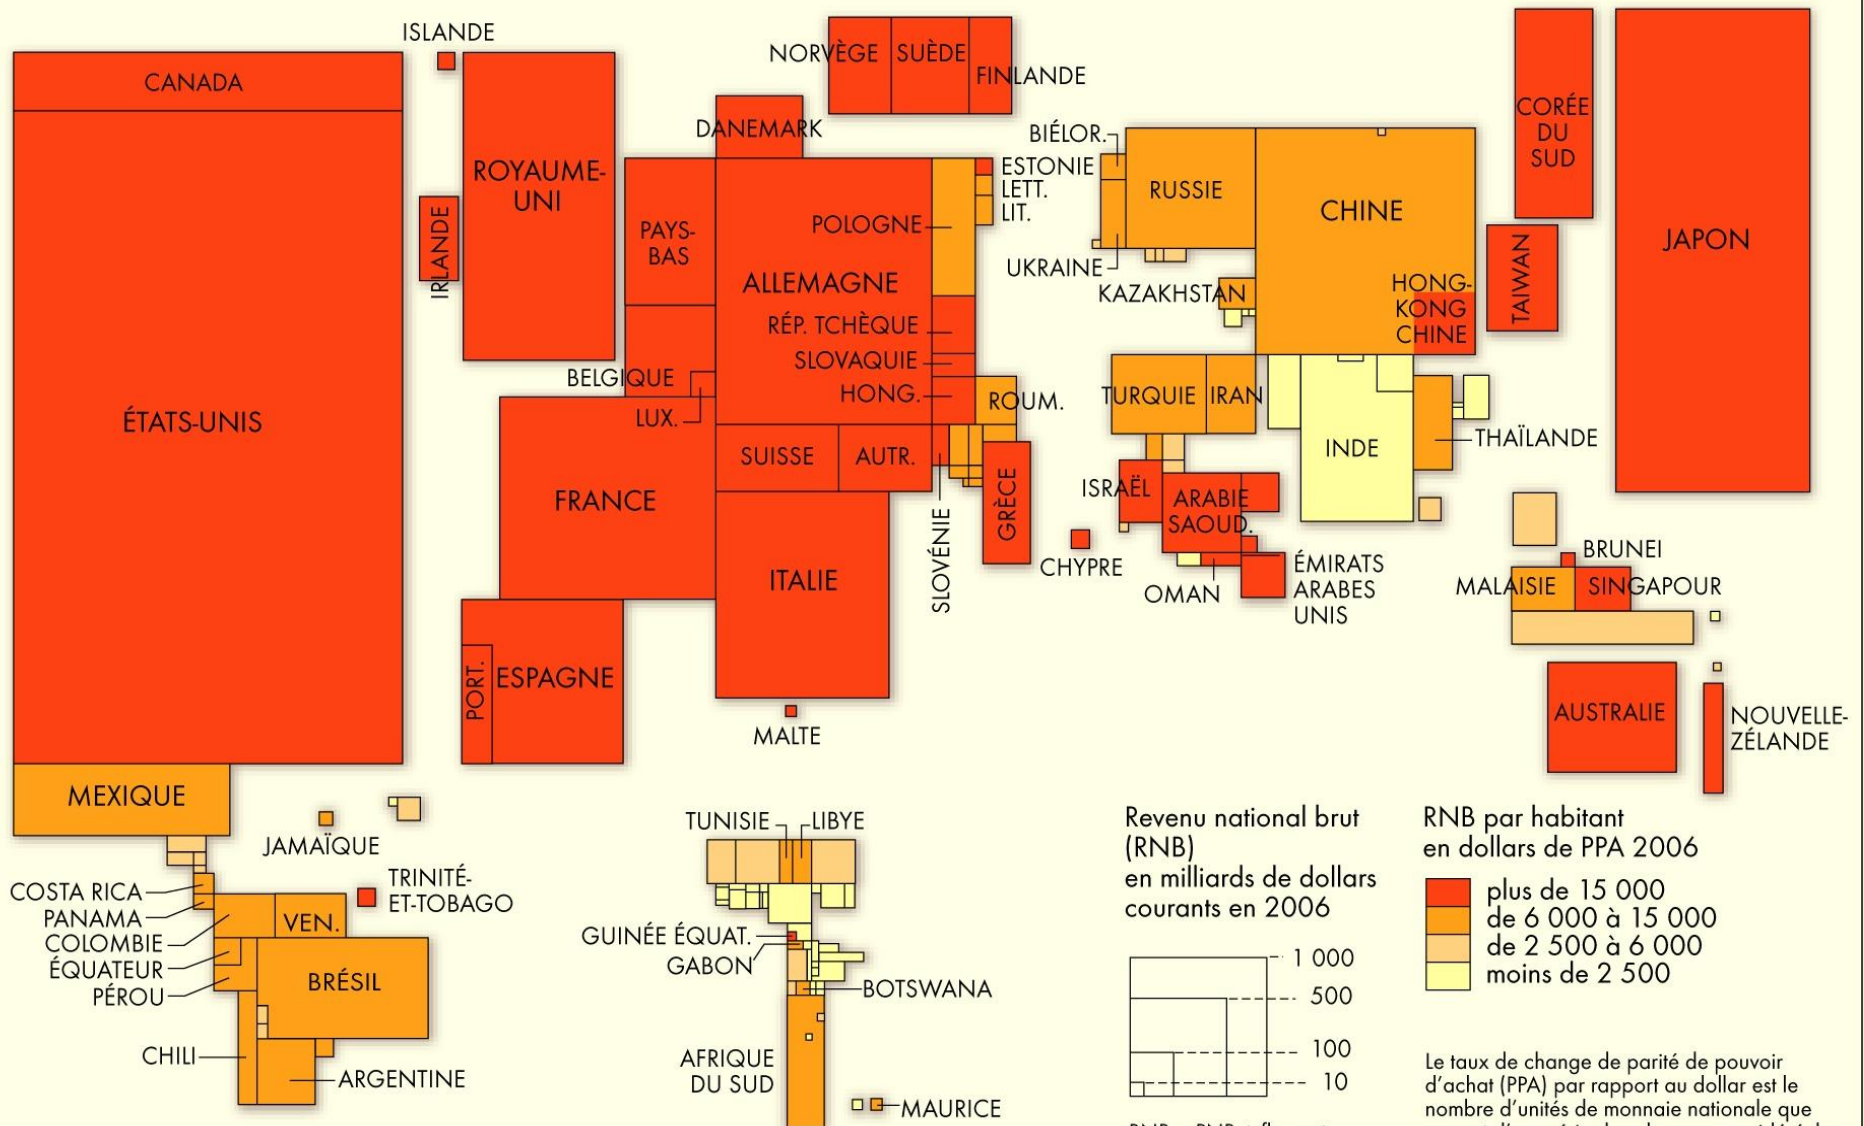 ISLANDE
CANADA
NORVÈGE
SUÈDE
FINLANDE
DANEMARK
ROYAUME-
UNI
IRLANDE
PAYS-
BAS
POLOGNE
ALLEMAGNE
RÉP. TCHÈQUE
SLOVAQUIE
HONG.
BELGIQUE
LUX.
ROUM.
ESTONIE
LETT.
LIT.
BIÉLOR.
RUSSIE
UKRAINE
KAZAKHSTAN
CHINE
HONG-
KONG
CHINE
CORÉE
DU
SUD
TAIWAN
JAPON
ÉTATS-UNIS
FRANCE
SUISSE
AUTR.
ITALIE
SLOVÉNIE
GRÈCE
CHYPRE
TURQUIE
IRAN
ISRAËL
ARABIE
SAOUD.
OMAN
ÉMIRATS
ARABES
UNIS
INDE
THAÏLANDE
BRUNEI
MALAISIE
SINGAPOUR
AUSTRALIE
NOUVELLE-
ZÉLANDE
PORT.
ESPAGNE
MALTE
MEXIQUE
JAMAÏQUE
COSTA RICA
PANAMA
COLOMBIE
ÉQUATEUR
PÉROU
VEN.
TRINITÉ-
ET-TOBAGO
BRÉSIL
CHILI
ARGENTINE
TUNISIE
LIBYE
GUINÉE ÉQUAT.
GABON
BOTSWANA
AFRIQUE
DU SUD
MAURICE
Revenu national brut
(RNB)
en milliards de dollars
courants en 2006
1 000
500
100
10
RNB par habitant
en dollars de PPA 2006
plus de 15 000
de 6 000 à 15 000
de 2 500 à 6 000
moins de 2 500
Le taux de change de parité de pouvoir
d'achat (PPA) par rapport au dollar est le
nombre d'unités de monnaie nationale que